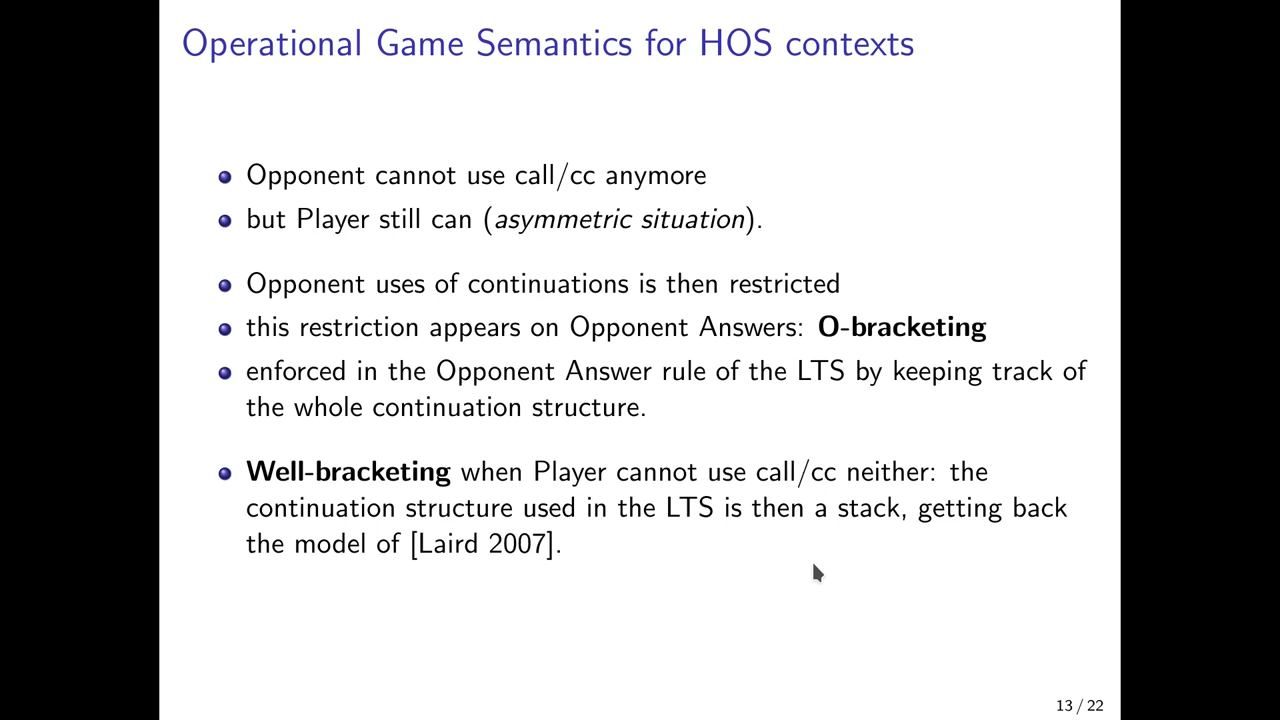 Operational Game Semantics for HOS contexts
Opponent cannot use call/cc anymore
but Player still can (asymmetric situation).
Opponent uses of continuations is then restricted
this restriction appears on Opponent Answers: O-bracketing
enforced in the Opponent Answer rule of the LTS by keeping track of
the whole continuation structure.
Well-bracketing when Player cannot use call/cc neither: the
continuation structure used in the LTS is then a stack, getting back
the model of [Laird 2007].
13 / 22